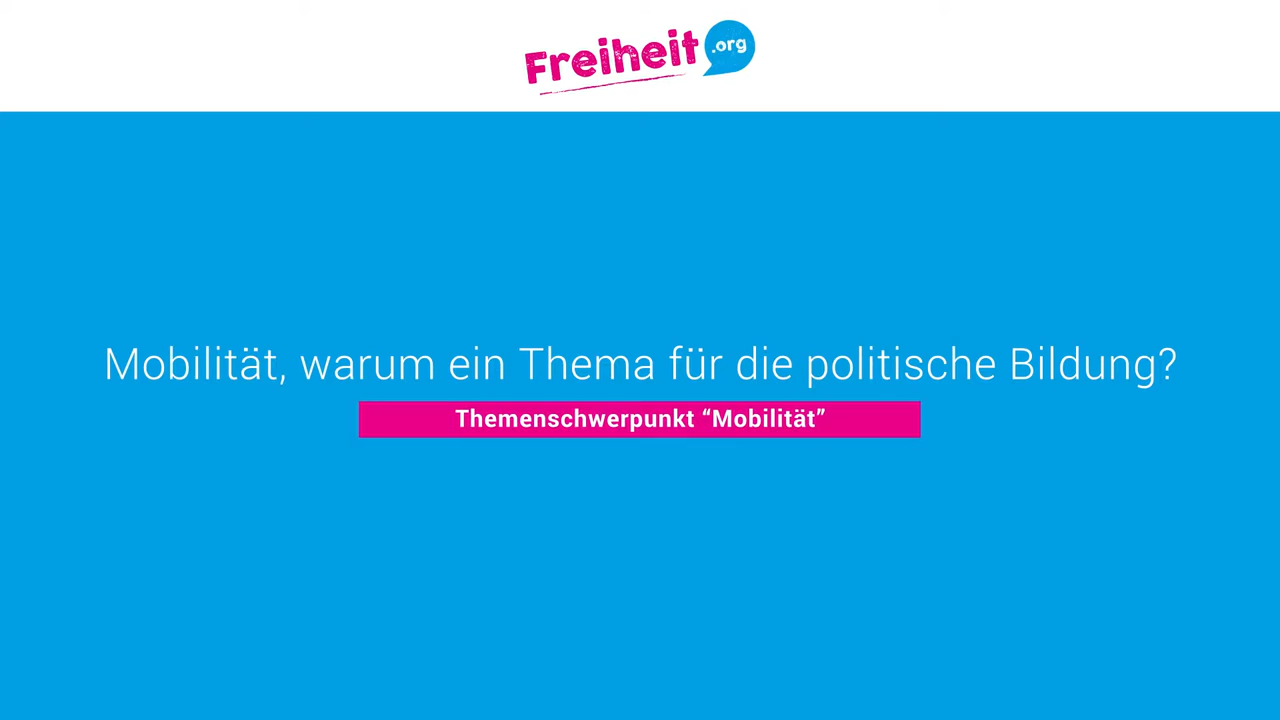 Freiheit.org
Mobilität, warum ein Thema für die politische Bildung?
Themenschwerpunkt “Mobilität”